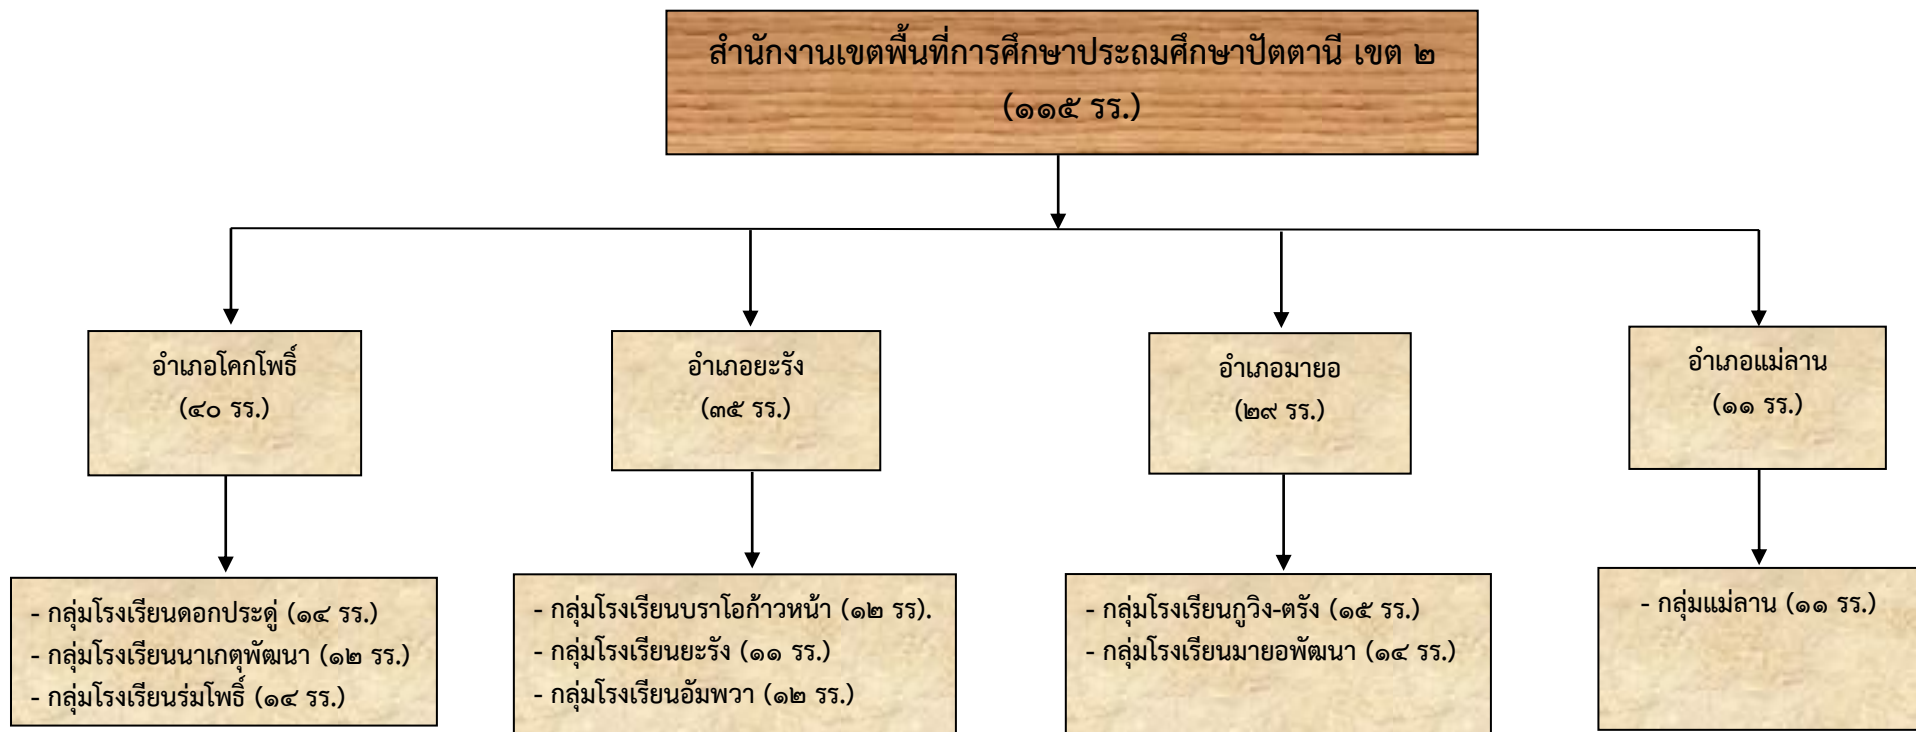 สำนักงานเขตพื้นที่การศึกษาประถมศึกษาปัตตานี เขต ๒
(๑๑๕ รร.)
อำเภอโคกโพธิ์
(๔๐ รร.)
อำเภอยะรัง
(๓๕ รร.)
อำเภอมายอ
(๒๙ รร.)
อำเภอแม่ลาน
(๑๑ รร.)
- กลุ่มโรงเรียนดอกประดู่ (๑๔ รร.)
- กลุ่มโรงเรียนนาเกตุพัฒนา (๑๒ รร.)
- กลุ่มโรงเรียนร่มโพธิ์ (๑๔ รร.)
- กลุ่มโรงเรียนบราโอก้าวหน้า (๑๒ รร).
- กลุ่มโรงเรียนยะรัง (๑๑ รร.)
- กลุ่มโรงเรียนอัมพวา (๑๒ รร.)
- กลุ่มโรงเรียนกูวิง-ตรัง (๑๕ รร.)
- กลุ่มโรงเรียนมายอพัฒนา (๑๔ รร.)
- กลุ่มแม่ลาน (๑๑ รร.)